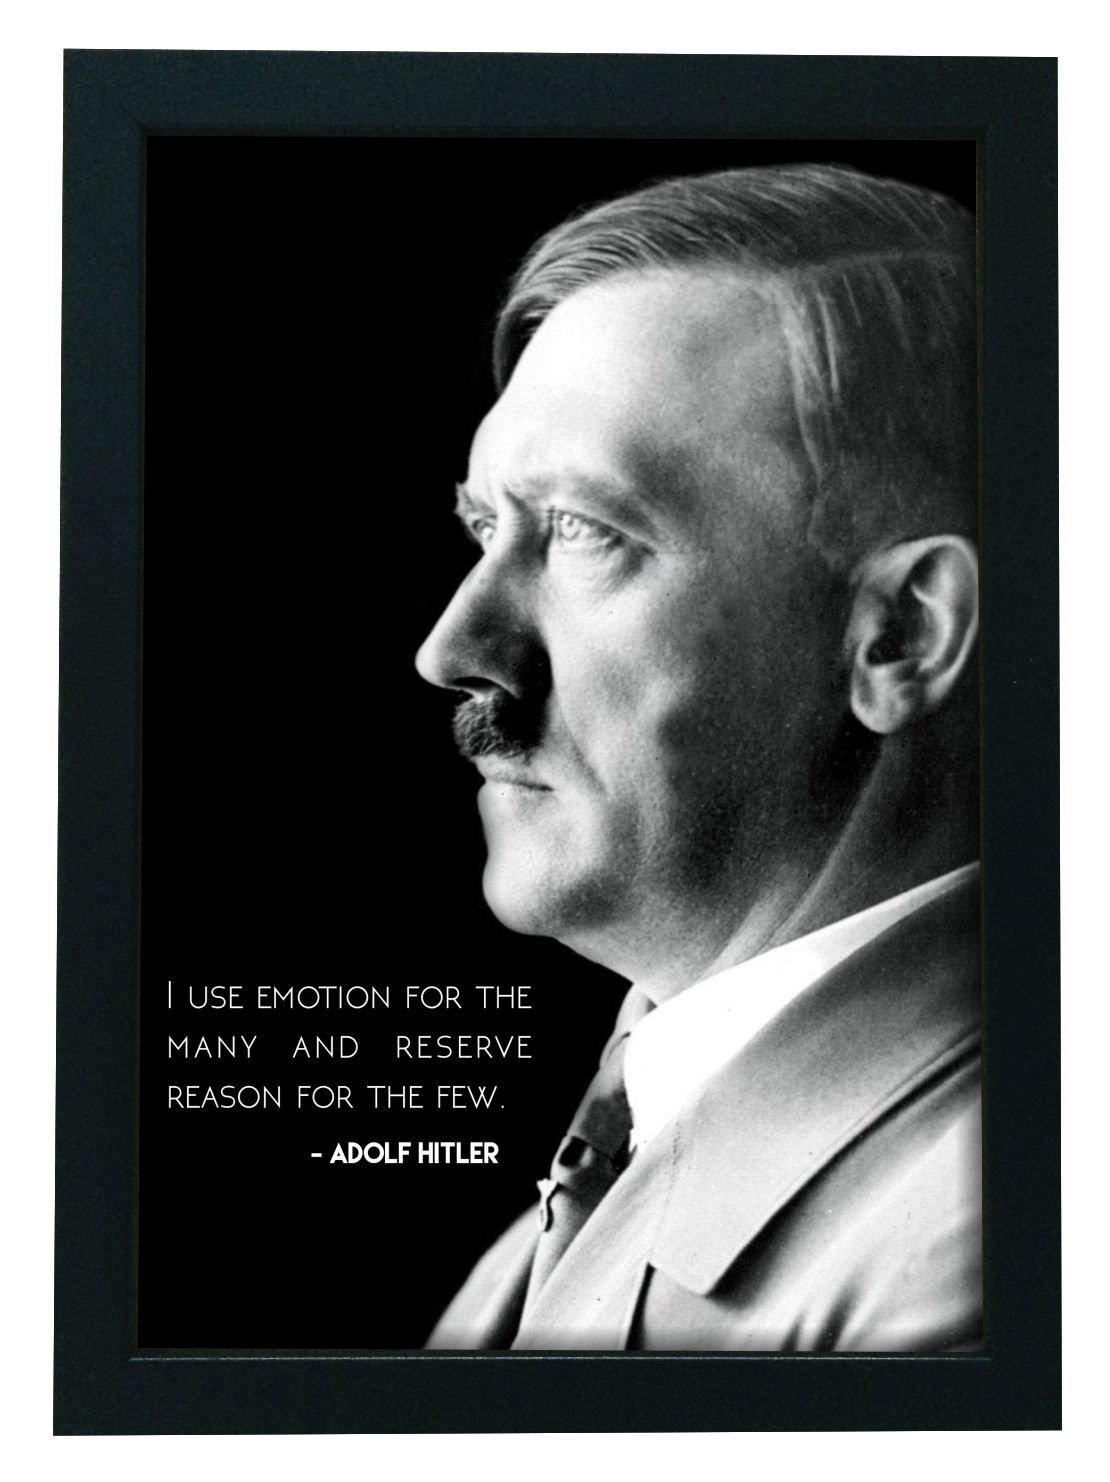 I USE EMOTION FOR THE
MANY AND RESERVE
REASON FOR THE FEW.
– ADOLF HITLER